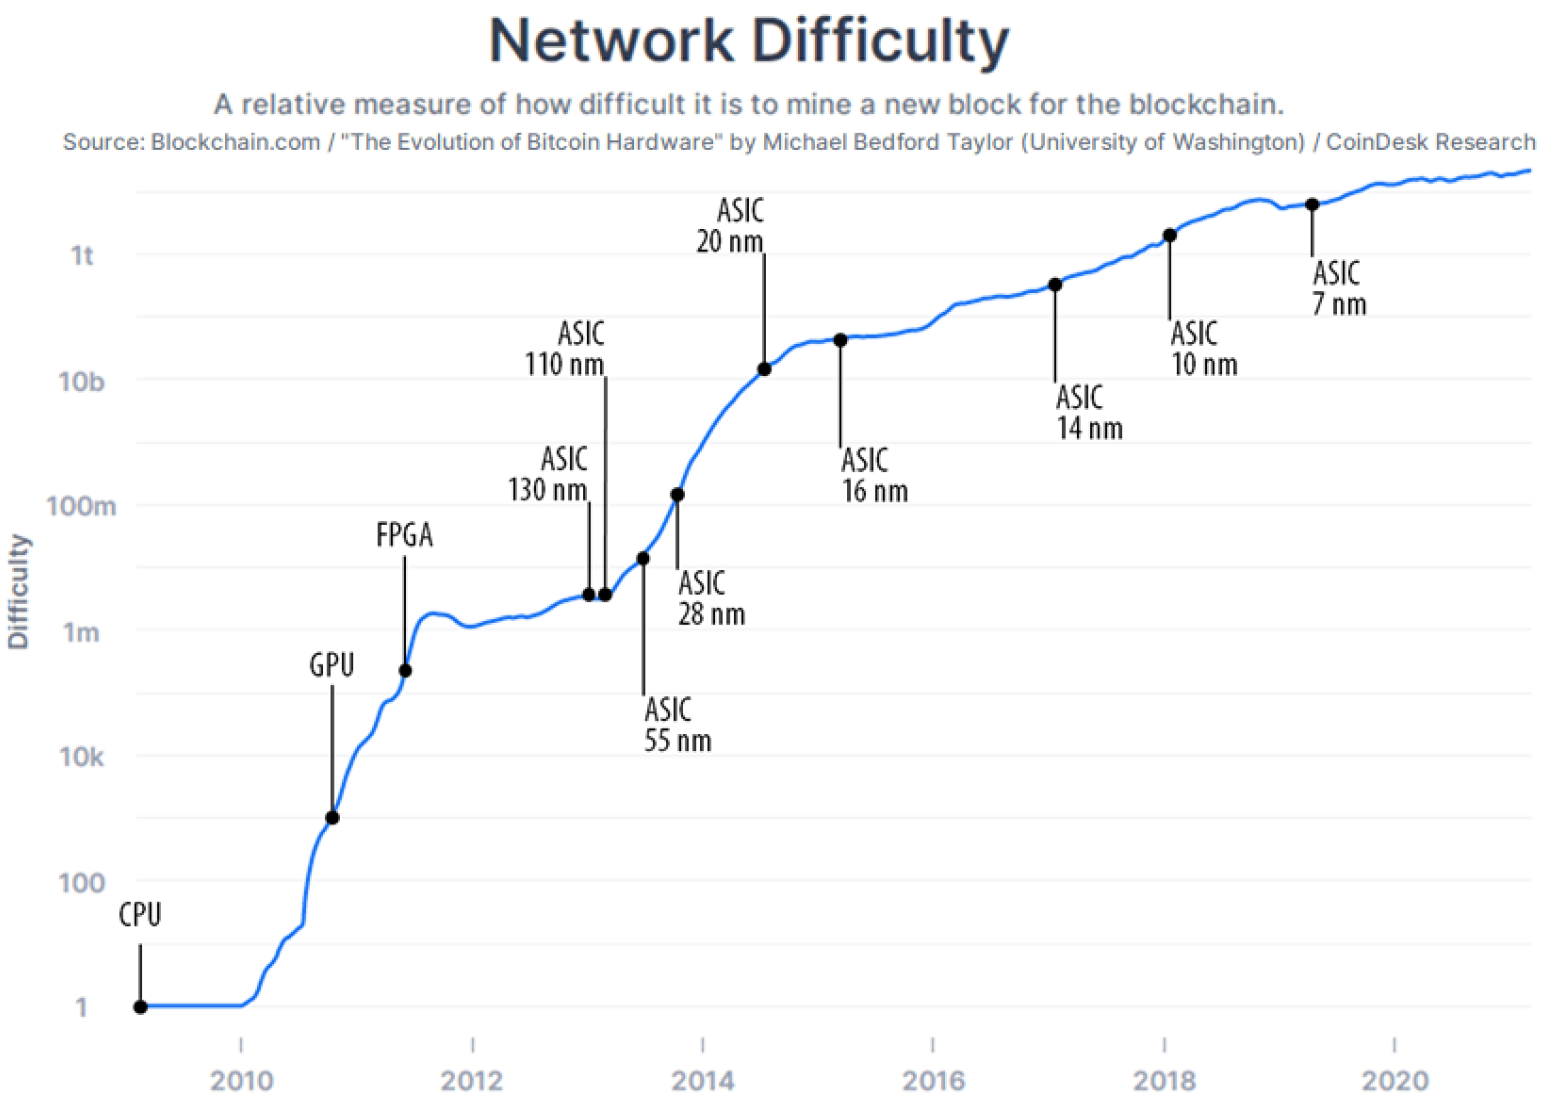 Network Difficulty
A relative measure of how difficult it is to mine a new block for the blockchain.
Source: Blockchain.com / "The Evolution of Bitcoin Hardware" by Michael Bedford Taylor (University of Washington) / CoinDesk Research
Difficulty
1t
10b
100m
1m
10k
100
1
CPU
GPU
FPGA
ASIC
130 nm
ASIC
110 nm
ASIC
55 nm
ASIC
28 nm
ASIC
20 nm
ASIC
16 nm
ASIC
14 nm
ASIC
10 nm
ASIC
7 nm
2010
2012
2014
2016
2018
2020